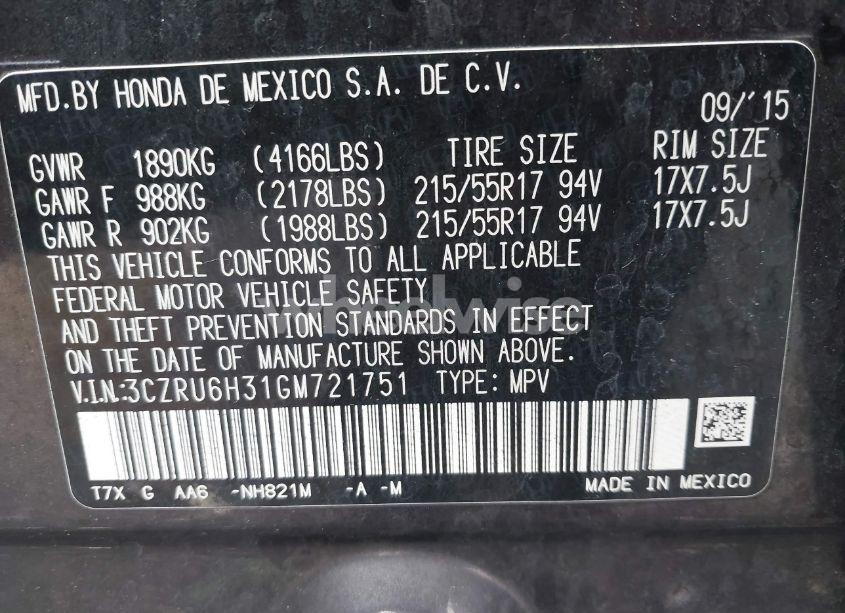 MFD.BY HONDA DE MEXICO S.A. DE C.V.
09/'15
GVWR 1890KG (4166LBS) TIRE SIZE RIM SIZE
GAWR F 988KG (2178LBS) 215/55R17 94V 17X7.5J
GAWR R 902KG (1988LBS) 215/55R17 94V 17X7.5J
THIS VEHICLE CONFORMS TO ALL APPLICABLE
FEDERAL MOTOR VEHICLE SAFETY
AND THEFT PREVENTION STANDARDS IN EFFECT
ON THE DATE OF MANUFACTURE SHOWN ABOVE.
V.I.N:3CZRU6H31GM721751 TYPE: MPV
T7X G AA6 -NH821M -A -M MADE IN MEXICO
wheelwise